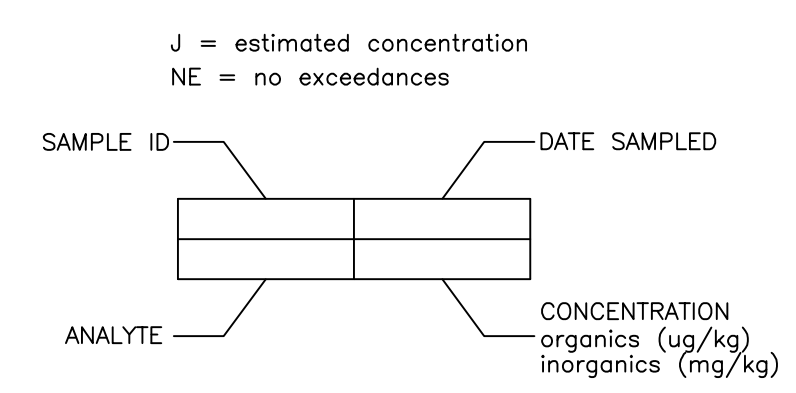 J = estimated concentration
NE = no exceedances
SAMPLE ID
DATE SAMPLED
ANALYTE
CONCENTRATION
organics (ug/kg)
inorganics (mg/kg)